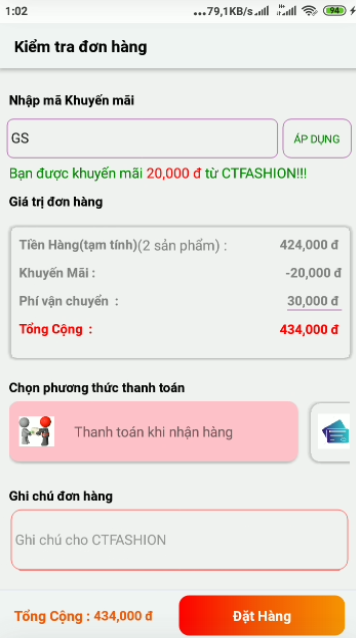 1:02
...79,1KB/s
94
Kiểm tra đơn hàng
Nhập mã Khuyến mãi
GS
ÁP DỤNG
Bạn được khuyến mãi 20,000 đ từ CTFASHION!!!
Giá trị đơn hàng
Tiền Hàng(tạm tính)(2 sản phẩm) : 424,000 đ
Khuyến Mãi : -20,000 đ
Phí vận chuyển : 30,000 đ
Tổng Cộng : 434,000 đ
Chọn phương thức thanh toán
Thanh toán khi nhận hàng
Ghi chú đơn hàng
Ghi chú cho CTFASHION
Tổng Cộng : 434,000 đ
Đặt Hàng